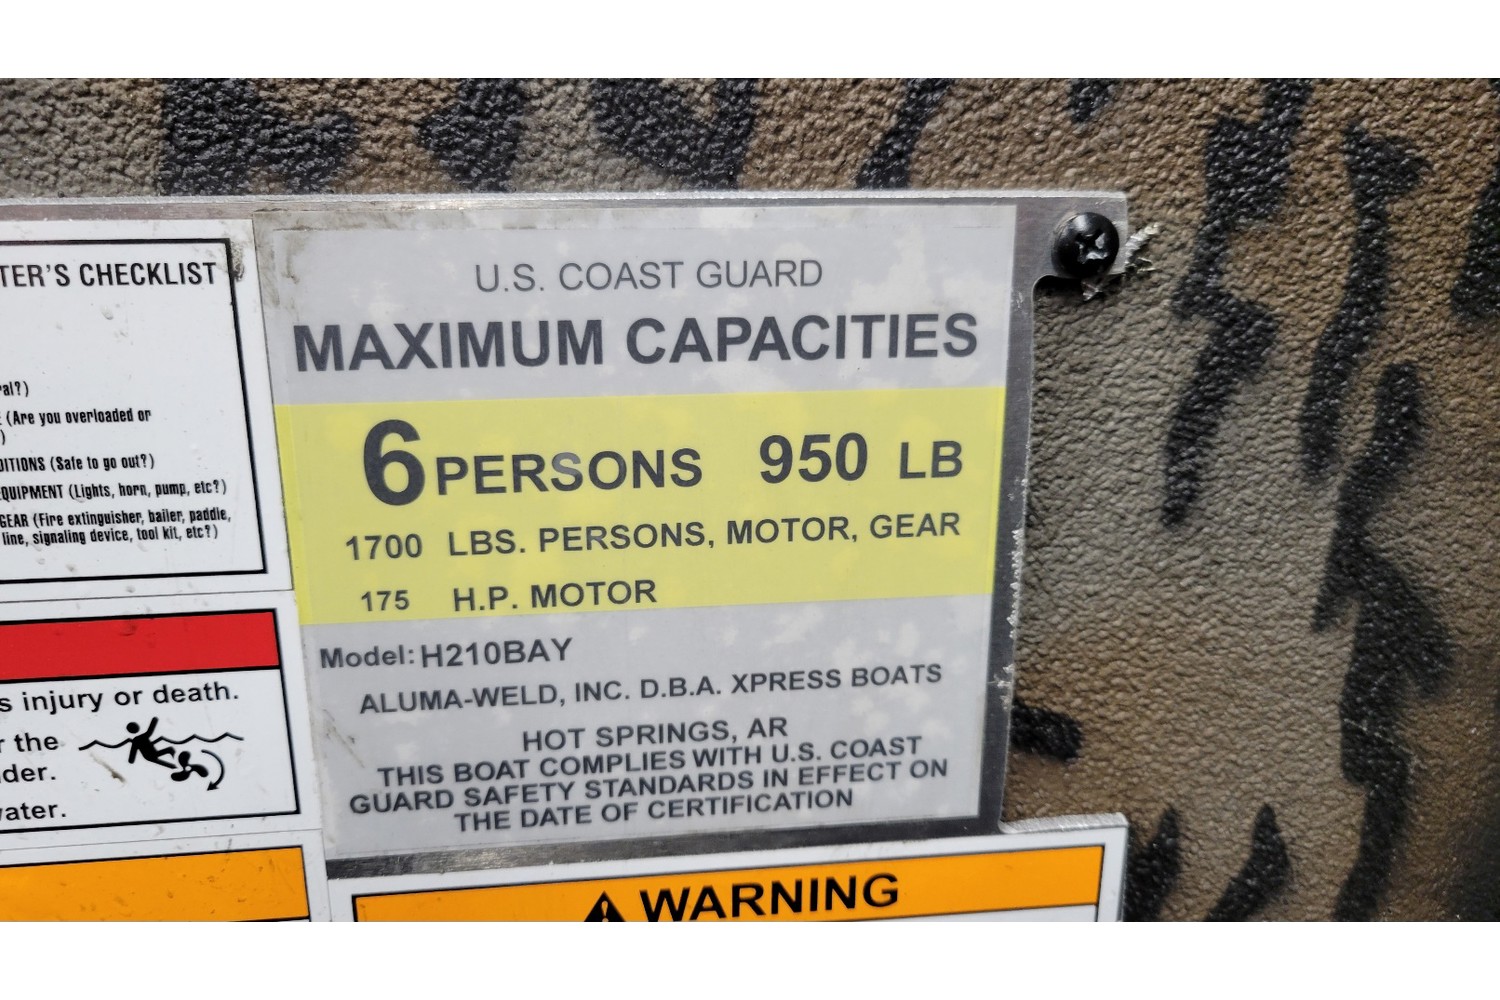 TER'S CHECKLIST
al?)
(Are you overloaded or
)
DITIONS (Safe to go out?)
QUIPMENT (Lights, horn, pump, etc?)
GEAR (Fire extinguisher, bailer, paddle,
line, signaling device, tool kit, etc?)
s injury or death.
r the
der.
ater.
U.S. COAST GUARD
MAXIMUM CAPACITIES
6 PERSONS 950 LB
1700 LBS. PERSONS, MOTOR, GEAR
175 H.P. MOTOR
Model: H210BAY
ALUMA-WELD, INC. D.B.A. XPRESS BOATS
HOT SPRINGS, AR
THIS BOAT COMPLIES WITH U.S. COAST
GUARD SAFETY STANDARDS IN EFFECT ON
THE DATE OF CERTIFICATION
WARNING